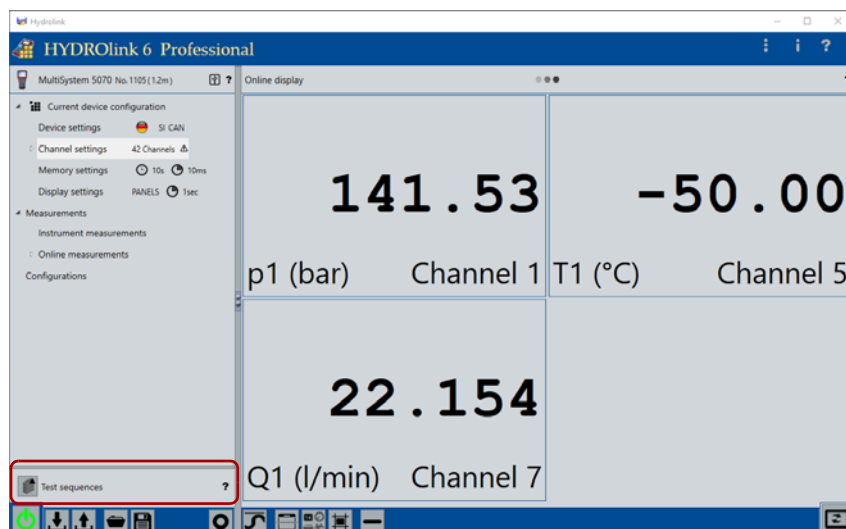 Hydrolink
HYDROlink 6 Professional
MultiSystem 5070 No. 1105 (1.2m) ?
Online display
Current device configuration
Device settings SI CAN
Channel settings 42 Channels
Memory settings 10s 10ms
Display settings PANELS 1sec
Measurements
Instrument measurements
Online measurements
Configurations
141.53
p1 (bar) Channel 1
-50.00
T1 (°C) Channel 5
22.154
Q1 (l/min) Channel 7
Test sequences ?